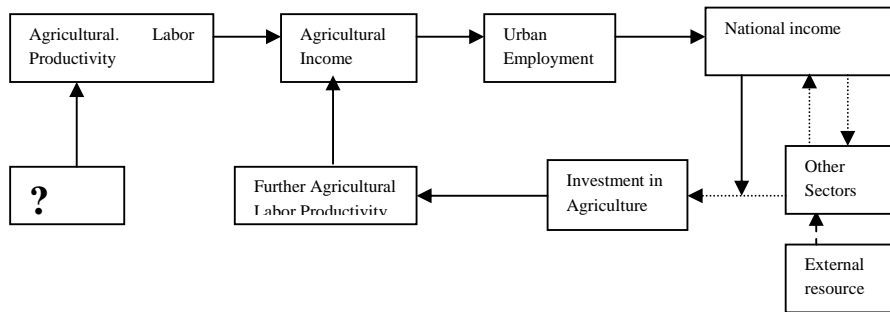 Agricultural. Labor
Productivity
Agricultural
Income
Urban
Employment
National income
?
Further Agricultural
Labor Productivity
Investment in
Agriculture
Other
Sectors
External
resource